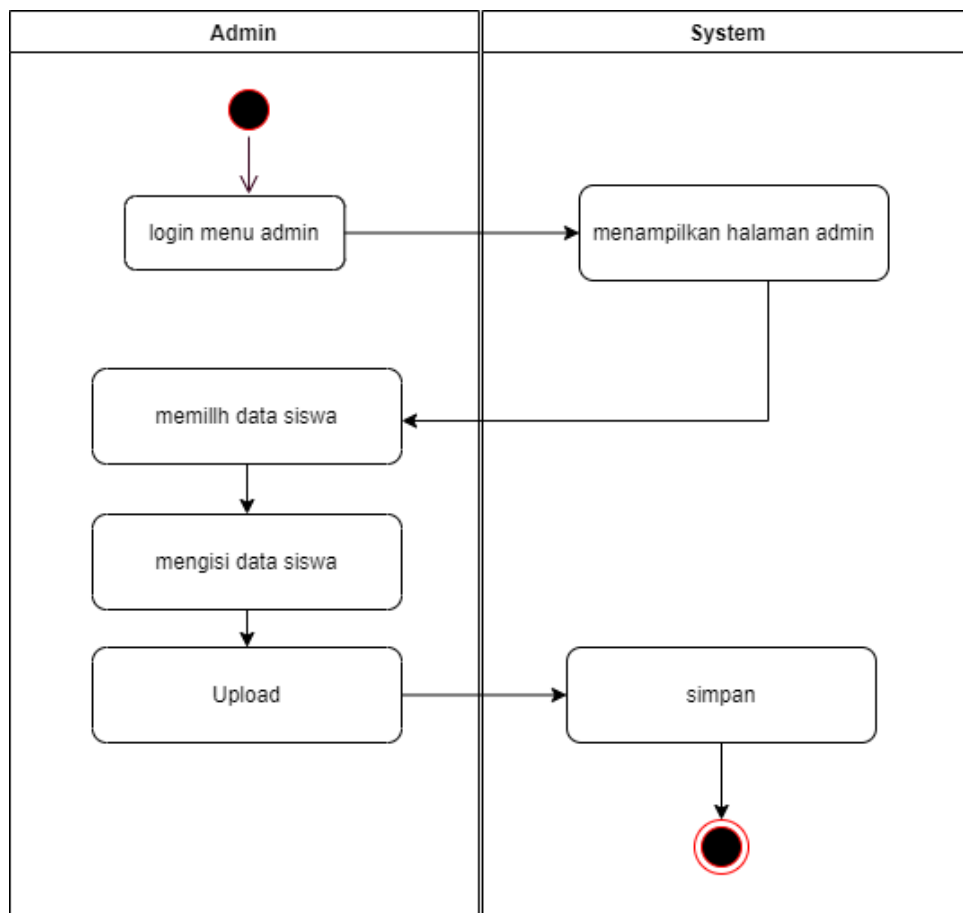 Admin
System
login menu admin
menampilkan halaman admin
memillh data siswa
mengisi data siswa
Upload
simpan